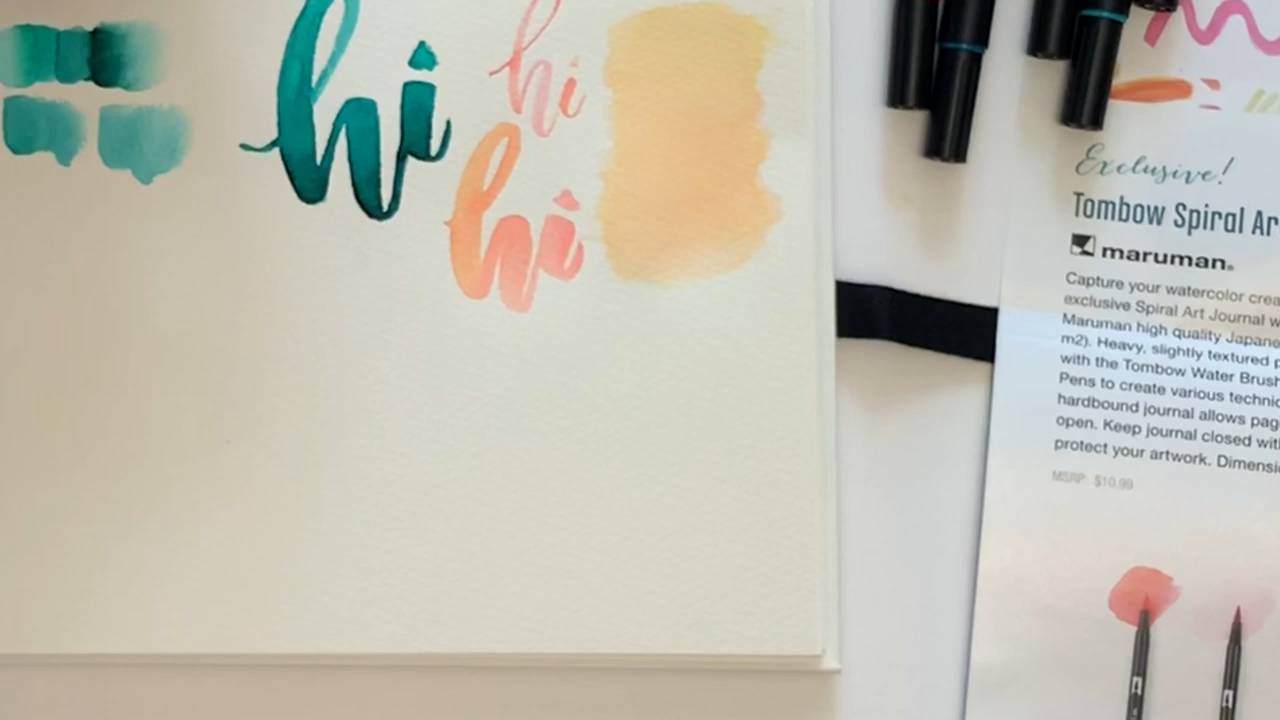 hi
hi
hi
Exclusive!
Tombow Spiral Ar
maruman.
Capture your watercolor crea
exclusive Spiral Art Journal w
Maruman high quality Japane
m2). Heavy, slightly textured p
with the Tombow Water Brush
Pens to create various techniq
hardbound journal allows pag
open. Keep journal closed with
protect your artwork. Dimensi
MSRP: $10.99